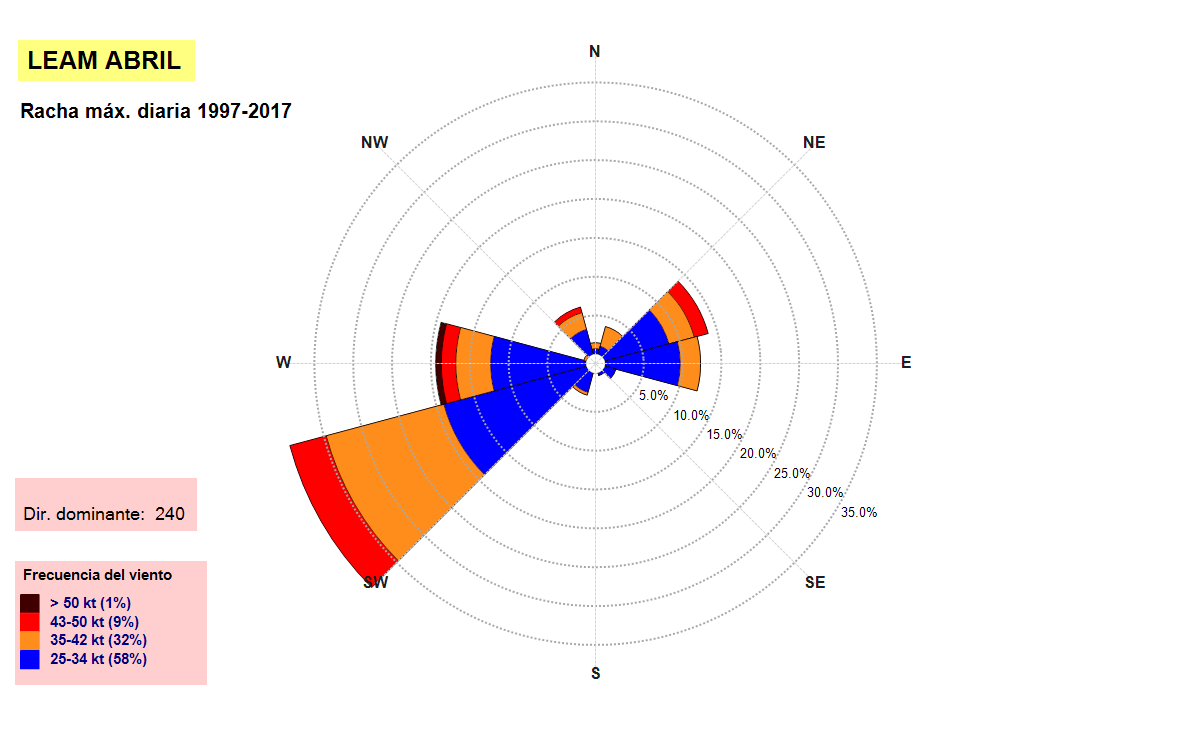 LEAM ABRIL
Racha máx. diaria 1997-2017
N
NW
NE
W
E
5.0%
10.0%
15.0%
20.0%
25.0%
30.0%
35.0%
SW
SE
S
Dir. dominante: 240
Frecuencia del viento
> 50 kt (1%)
43-50 kt (9%)
35-42 kt (32%)
25-34 kt (58%)